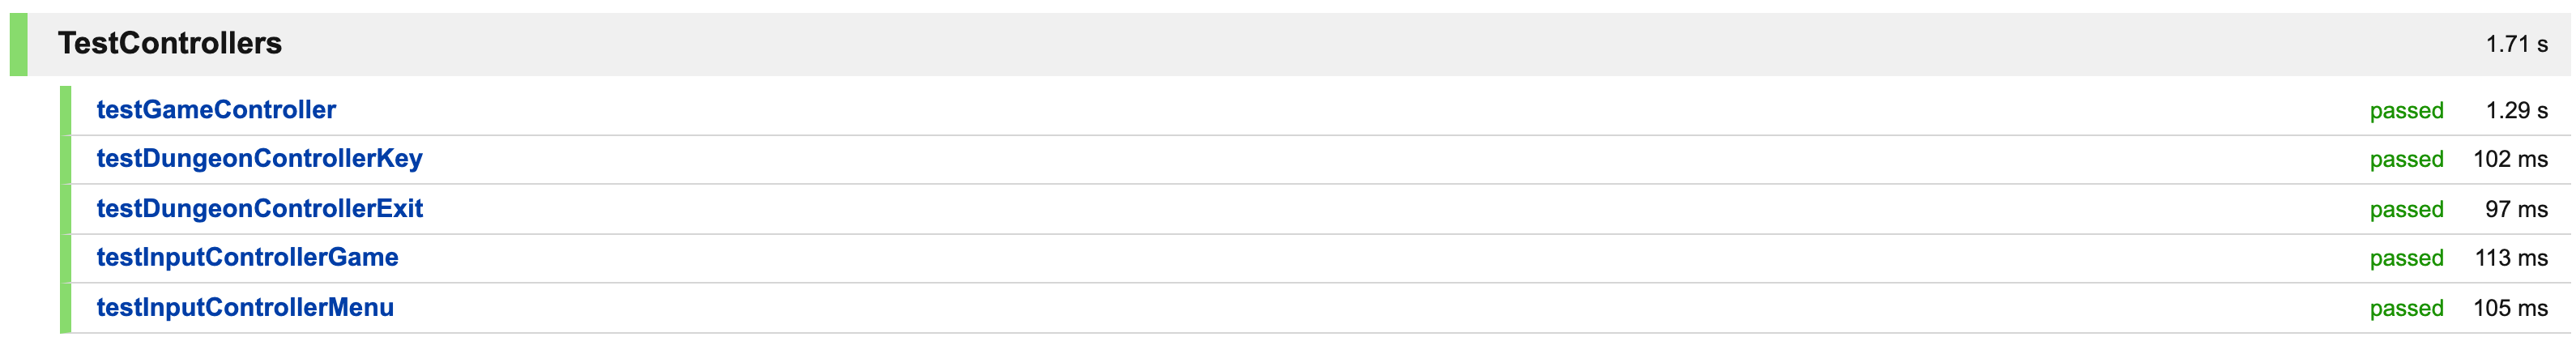 TestControllers 1.71 s
testGameController passed 1.29 s
testDungeonControllerKey passed 102 ms
testDungeonControllerExit passed 97 ms
testInputControllerGame passed 113 ms
testInputControllerMenu passed 105 ms